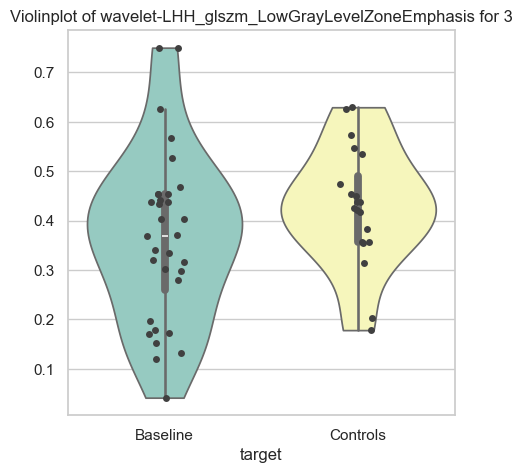 Violinplot of wavelet-LHH_glszm_LowGrayLevelZoneEmphasis for 3
0.7
0.6
0.5
0.4
0.3
0.2
0.1
Baseline
Controls
target